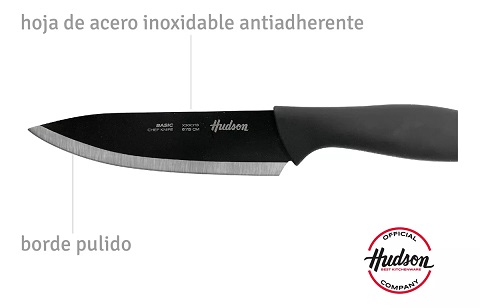 hoja de acero inoxidable antiadherente
BASIC
CHEF KNIFE
Hudson
borde pulido
OFFICIAL
Hudson
BEST KITCHENWARE
COMPANY